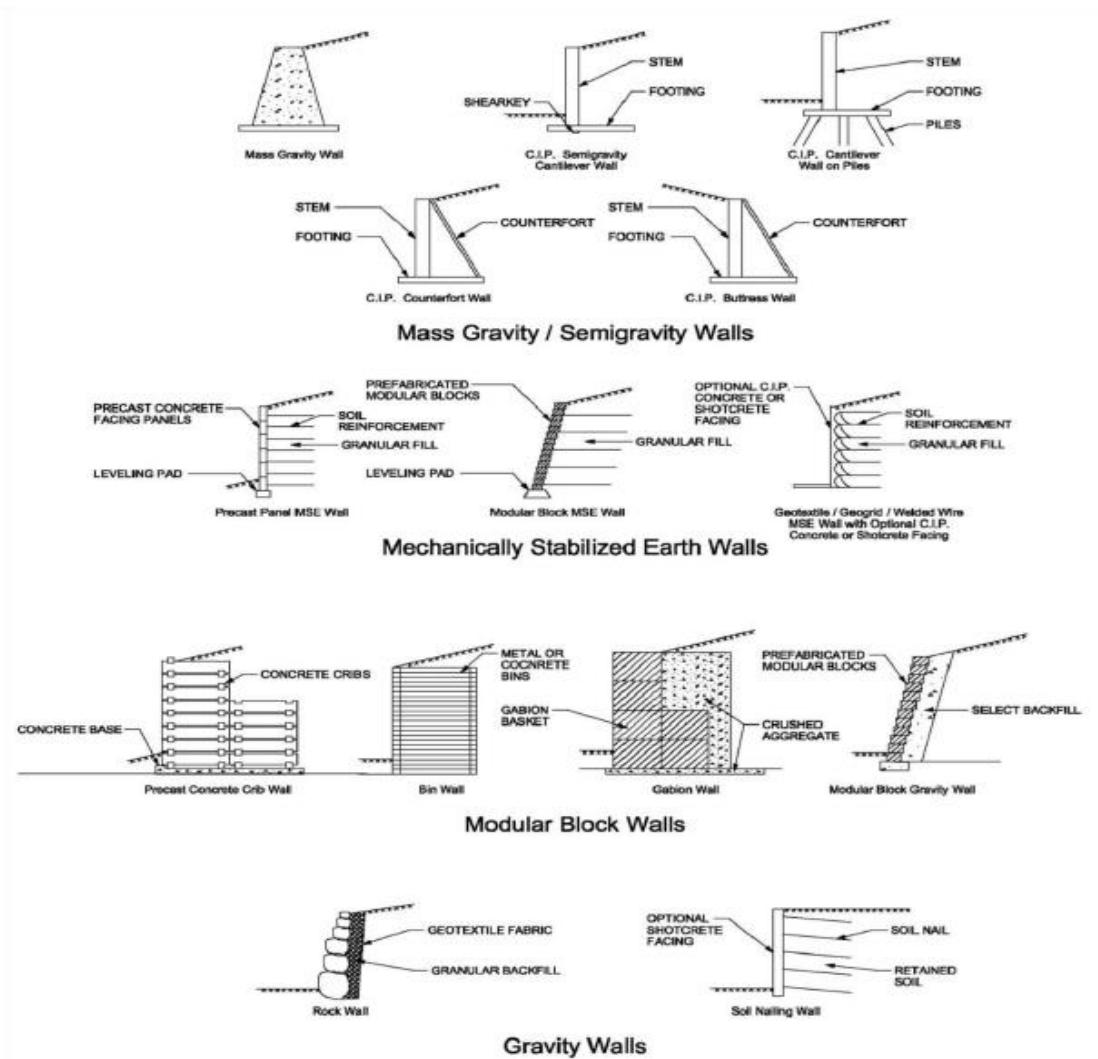 STEM
STEM
SHEARKEY
FOOTING
FOOTING
PILES
Mass Gravity Wall
C.I.P. Semigravity
Cantilever Wall
C.I.P. Cantilever
Wall on Piles
STEM
COUNTERFORT
FOOTING
C.I.P. Counterfort Wall
STEM
COUNTERFORT
FOOTING
C.I.P. Buttress Wall
Mass Gravity / Semigravity Walls
PRECAST CONCRETE
FACING PANELS
SOIL
REINFORCEMENT
GRANULAR FILL
LEVELING PAD
Precast Panel MSE Wall
PREFABRICATED
MODULAR BLOCKS
GRANULAR FILL
LEVELING PAD
Modular Block MSE Wall
OPTIONAL C.I.P.
CONCRETE OR
SHOTCRETE
FACING
SOIL
REINFORCEMENT
GRANULAR FILL
Geotextile / Geogrid / Welded Wire
MSE Wall with Optional C.I.P.
Concrete or Shotcrete Facing
Mechanically Stabilized Earth Walls
CONCRETE CRIBS
CONCRETE BASE
Precast Concrete Crib Wall
METAL OR
COCNRETE
BINS
Bin Wall
GABION
BASKET
CRUSHED
AGGREGATE
Gabion Wall
PREFABRICATED
MODULAR BLOCKS
SELECT BACKFILL
Modular Block Gravity Wall
Modular Block Walls
GEOTEXTILE FABRIC
GRANULAR BACKFILL
Rock Wall
OPTIONAL
SHOTCRETE
FACING
SOIL NAIL
RETAINED
SOIL
Soil Nailing Wall
Gravity Walls